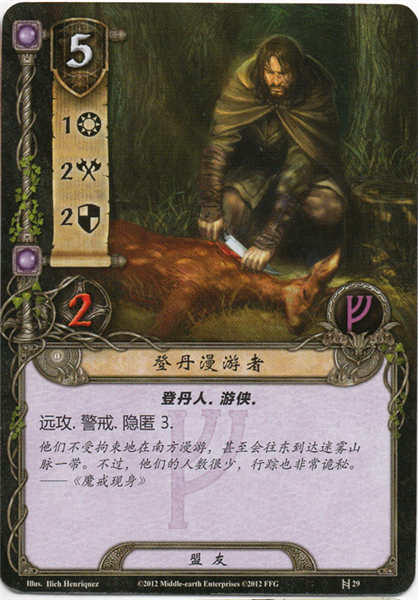 5
1
2
2
2
登丹漫游者
登丹人. 游侠.
远攻. 警戒. 隐匿 3.
他们不受拘束地在南方漫游，甚至会往东到达迷雾山
脉一带。不过，他们的人数很少，行踪也非常诡秘。
——《魔戒现身》
盟友
Illus. Ilich Henriquez
©2012 Middle-earth Enterprises ©2012 FFG
29